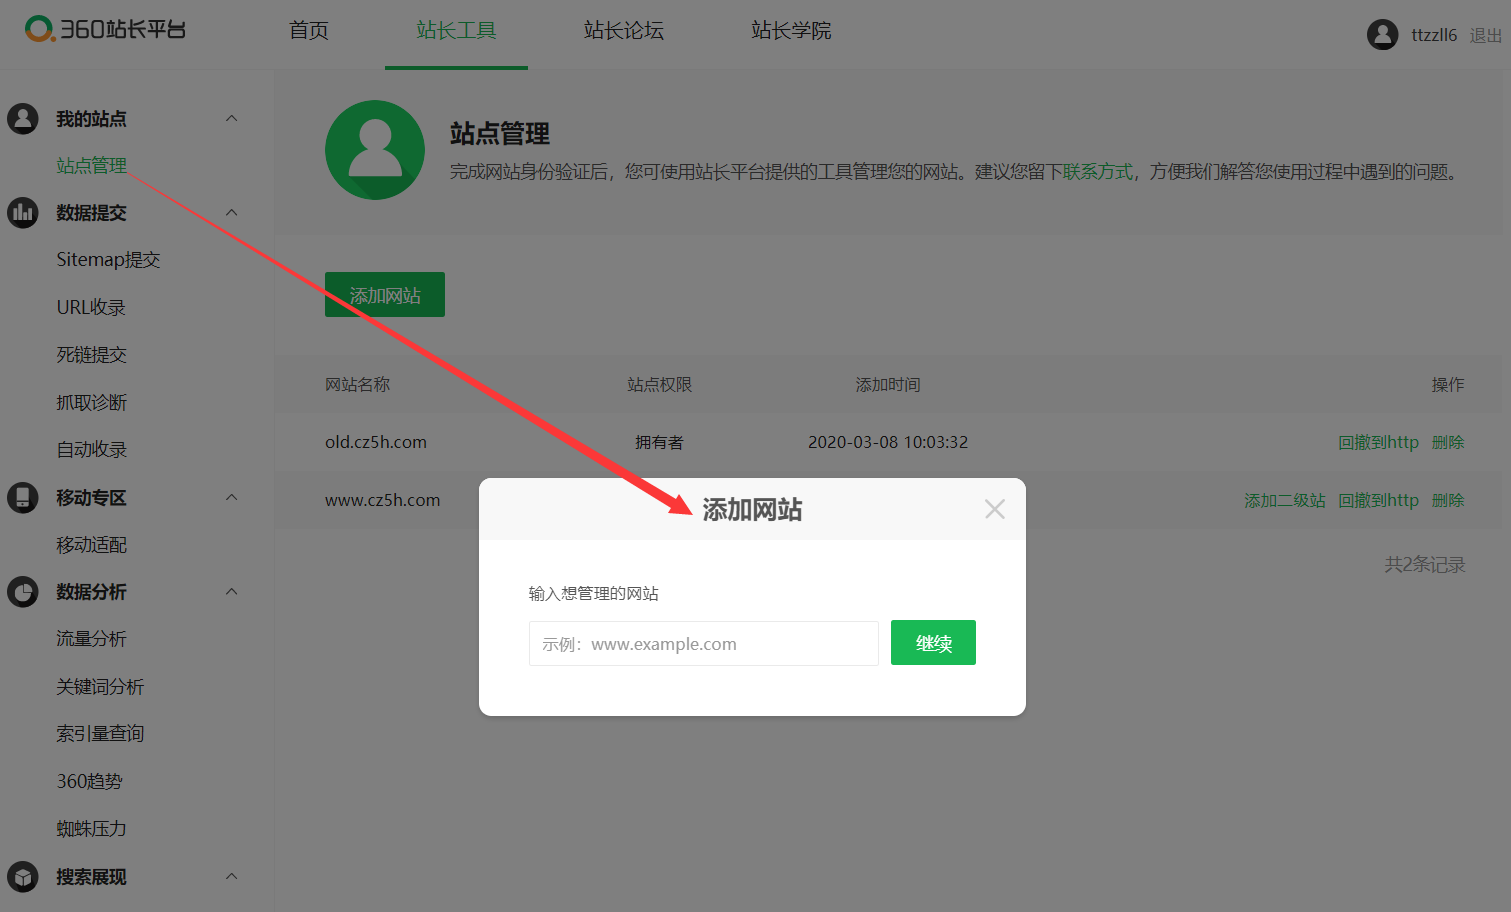 360站长平台
首页
站长工具
站长论坛
站长学院
ttzzll6
退出
我的站点
站点管理
数据提交
Sitemap提交
URL收录
死链提交
抓取诊断
自动收录
移动专区
移动适配
数据分析
流量分析
关键词分析
索引量查询
360趋势
蜘蛛压力
搜索展现
站点管理
完成网站身份验证后，您可使用站长平台提供的工具管理您的网站。建议您留下联系方式，方便我们解答您使用过程中遇到的问题。
添加网站
网站名称 站点权限 添加时间 操作
old.cz5h.com 拥有者 2020-03-08 10:03:32 回撤到http 删除
www.cz5h.com 添加二级站 回撤到http 删除
共2条记录
添加网站
输入想管理的网站
示例：www.example.com
继续